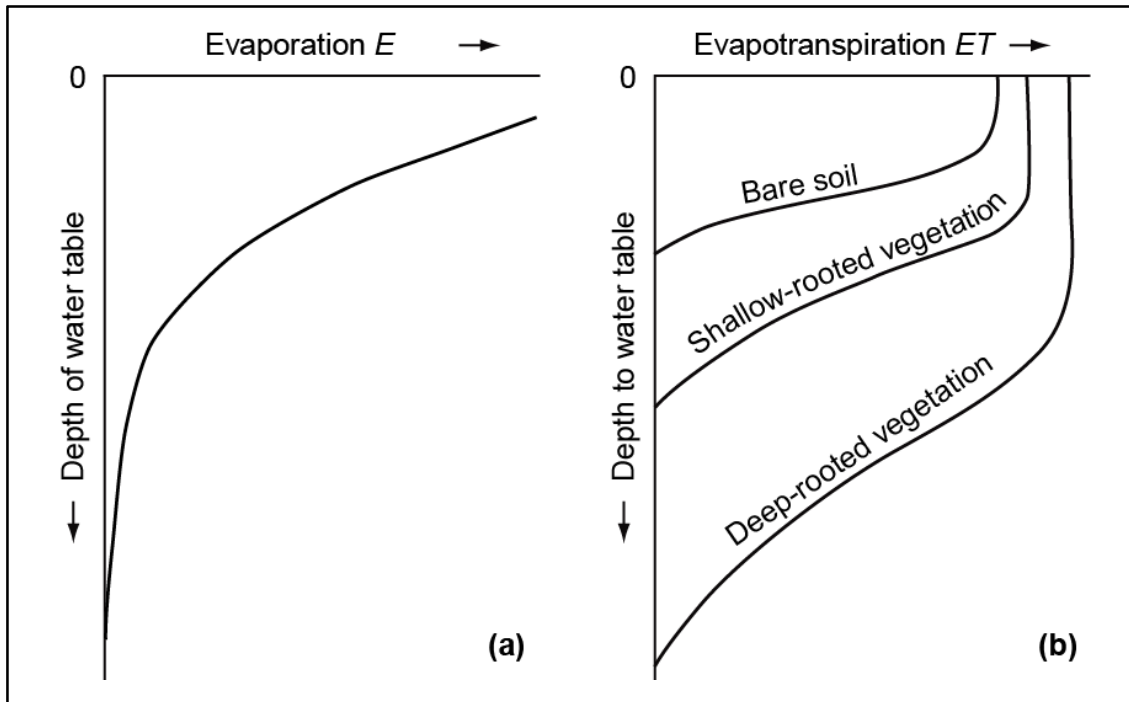 Evaporation E
0
Depth of water table
(a)
Evapotranspiration ET
0
Depth to water table
Bare soil
Shallow-rooted vegetation
Deep-rooted vegetation
(b)